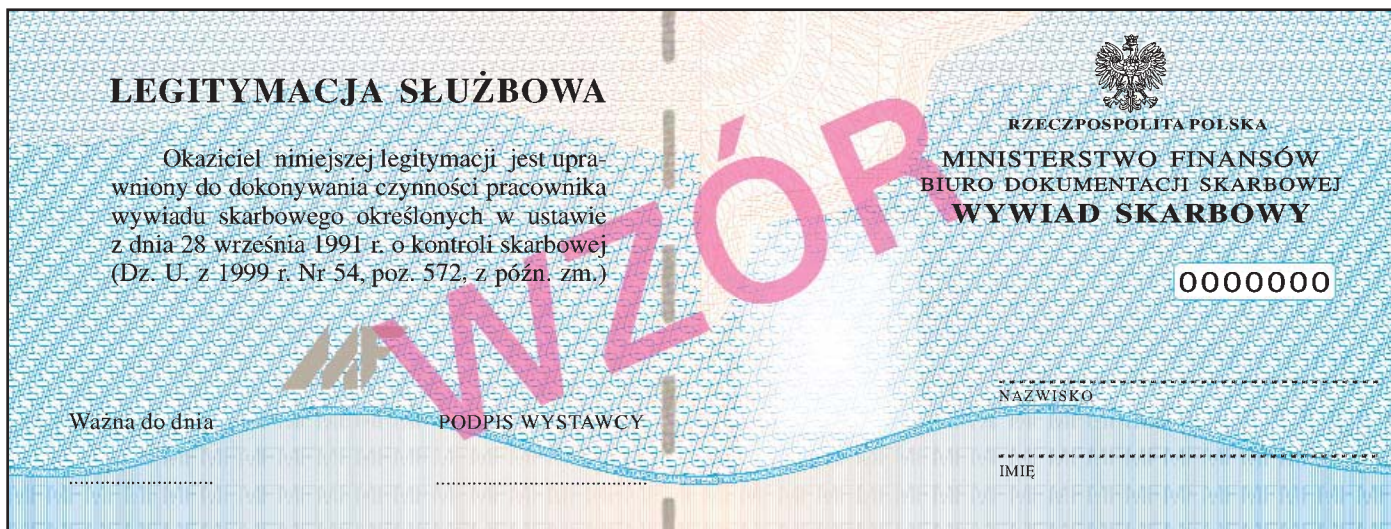 LEGITYMACJA SŁUŻBOWA
Okaziciel niniejszej legitymacji jest upra-
wniony do dokonywania czynności pracownika
wywiadu skarbowego określonych w ustawie
z dnia 28 września 1991 r. o kontroli skarbowej
(Dz. U. z 1999 r. Nr 54, poz. 572, z późn. zm.)
MF
Ważna do dnia
PODPIS WYSTAWCY
WZÓR
RZECZPOSPOLITA POLSKA
MINISTERSTWO FINANSÓW
BIURO DOKUMENTACJI SKARBOWEJ
WYWIAD SKARBOWY
0000000
NAZWISKO
IMIĘ